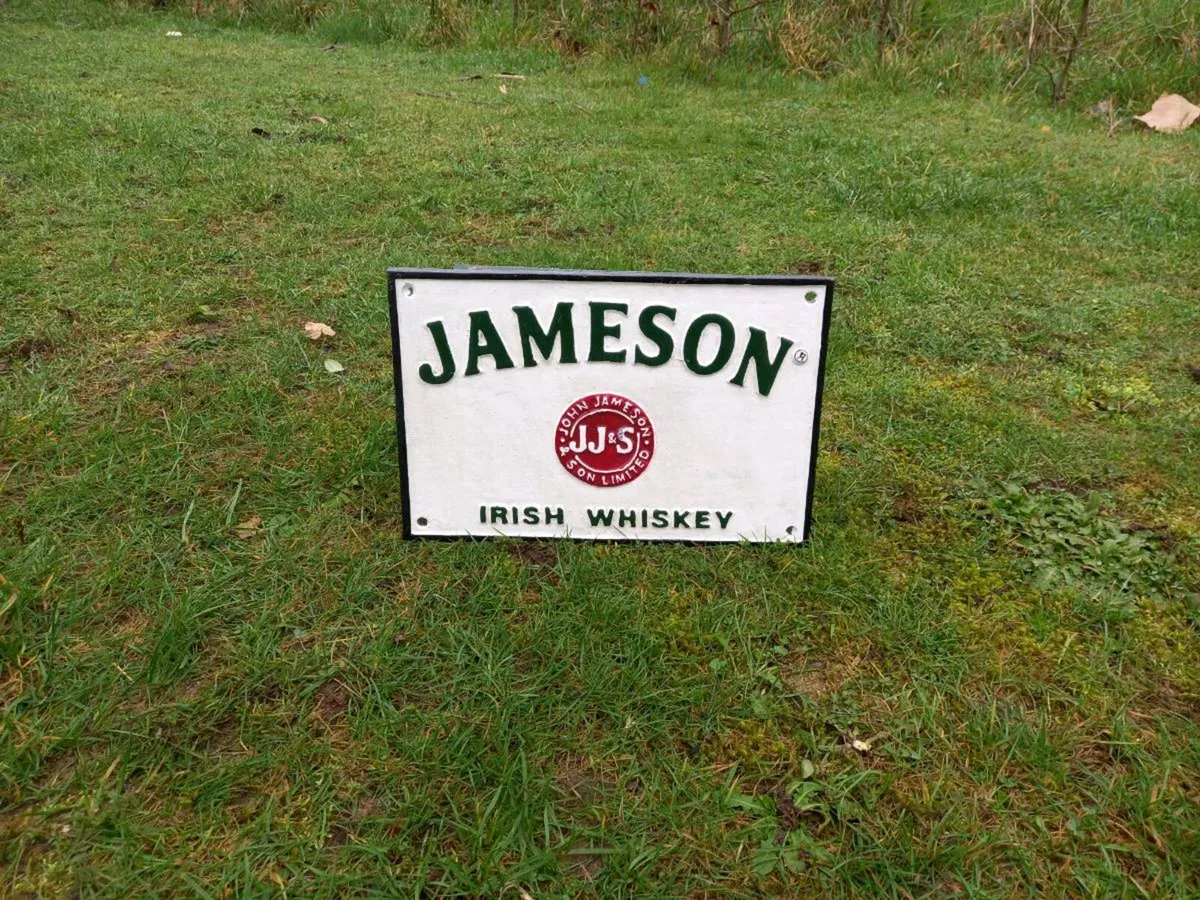 JAMESON®
JOHN JAMESON
JJ&S
& SON LIMITED
IRISH WHISKEY